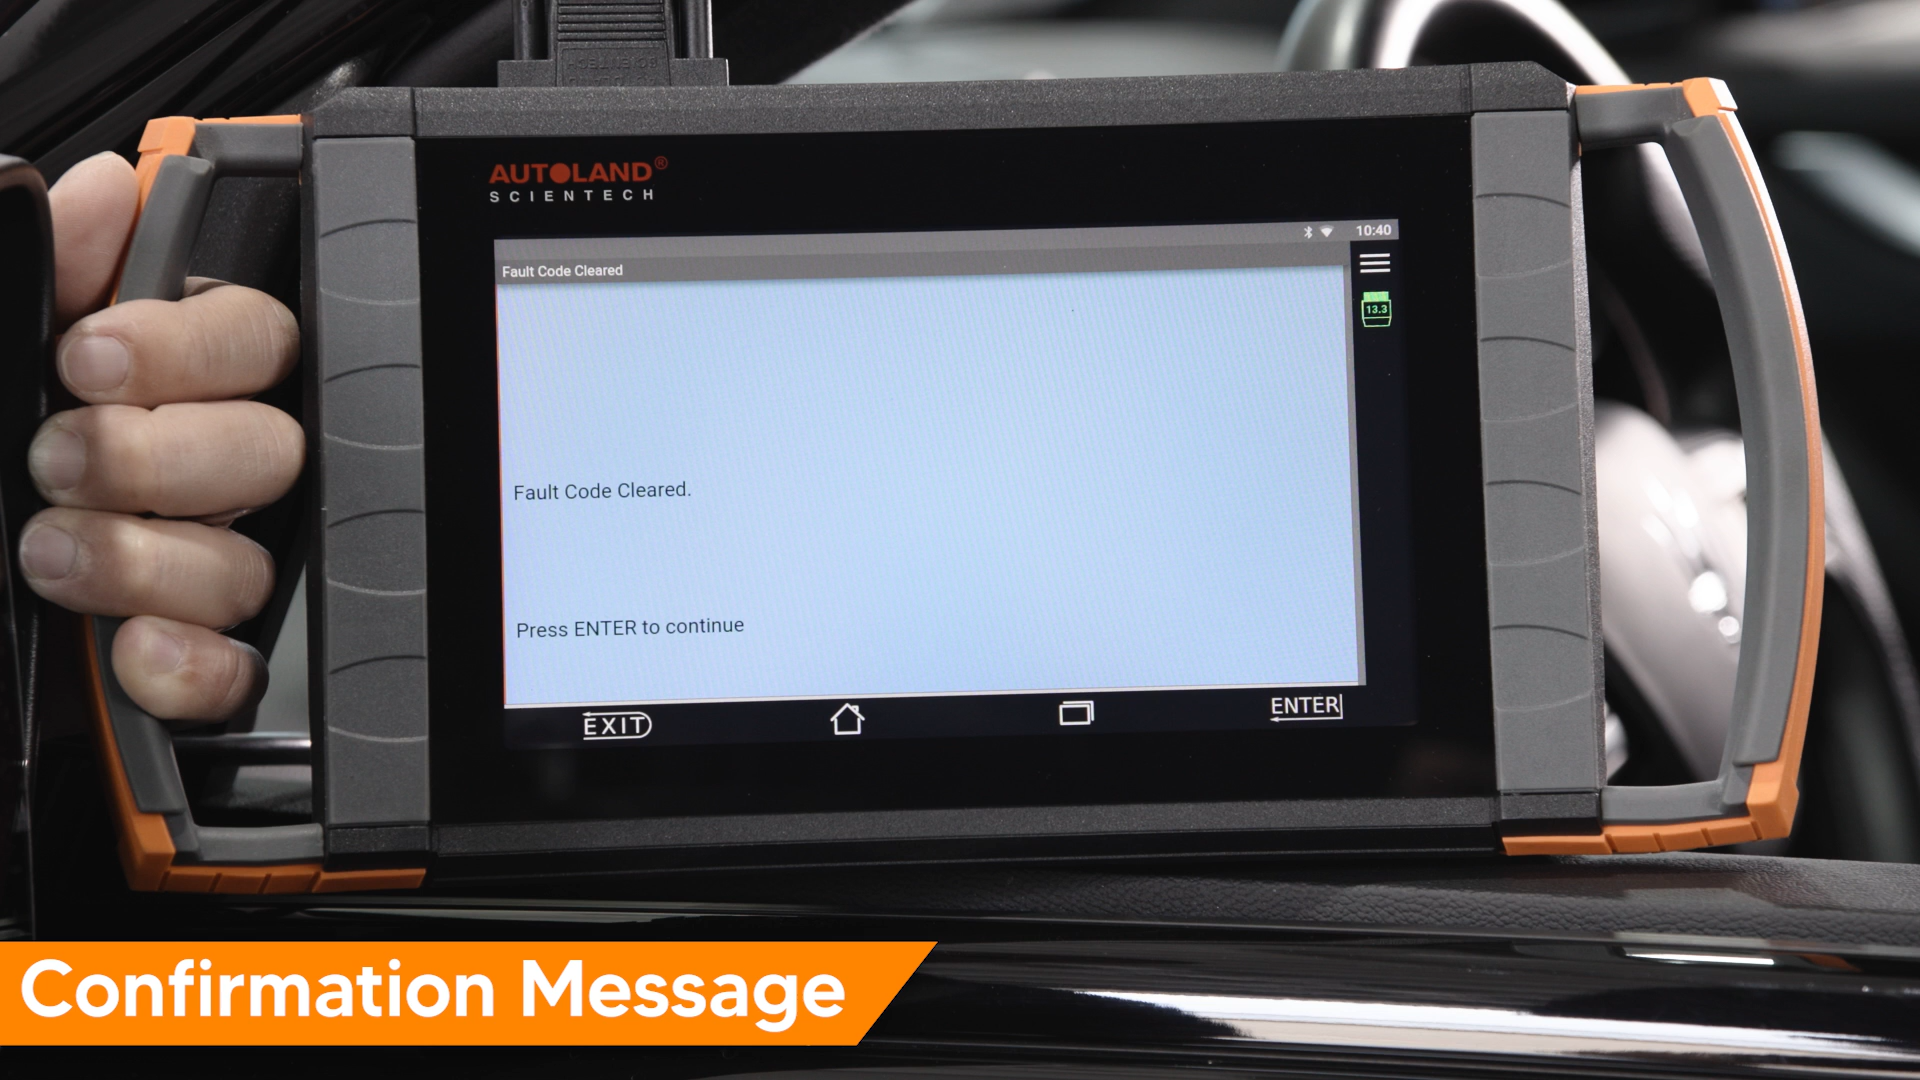 AUTOLAND®
SCIENTECH
10:40
Fault Code Cleared
13.3
Fault Code Cleared.
Press ENTER to continue
EXIT
ENTER
Confirmation Message